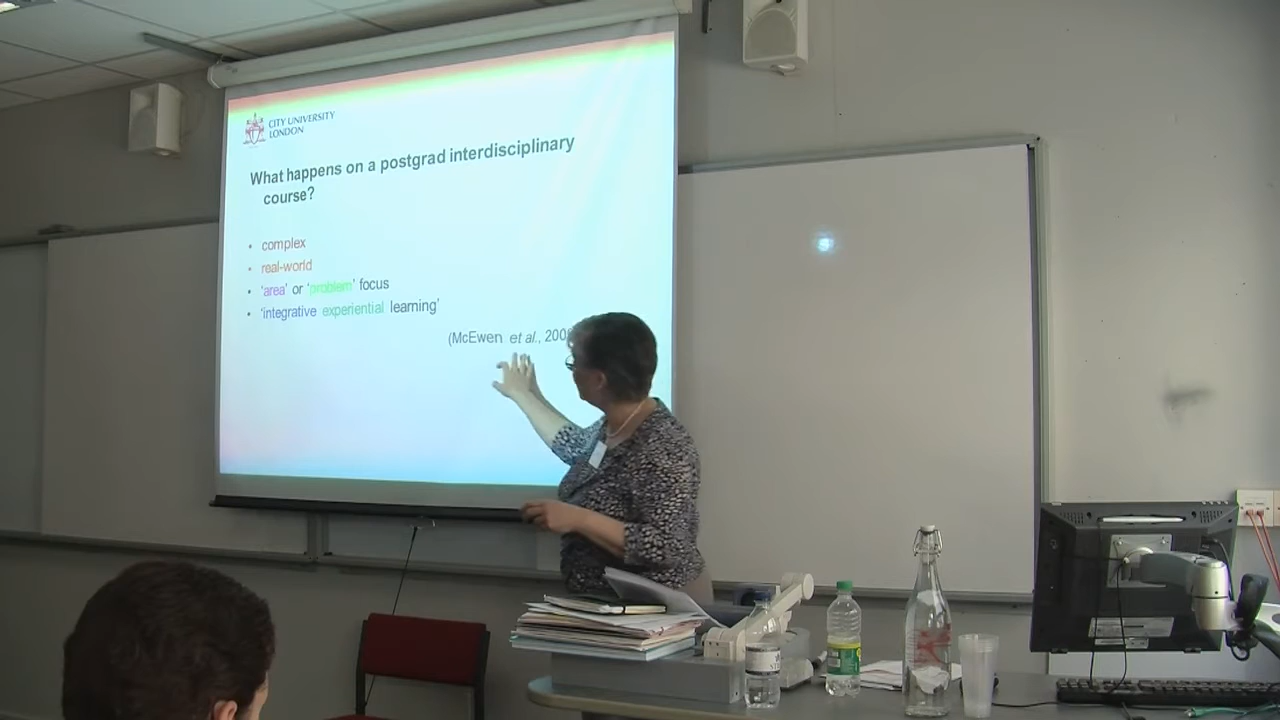 CITY UNIVERSITY
LONDON
What happens on a postgrad interdisciplinary
course?
• complex
• real-world
• 'area' or 'problem' focus
• 'integrative experiential learning'
(McEwen et al., 200